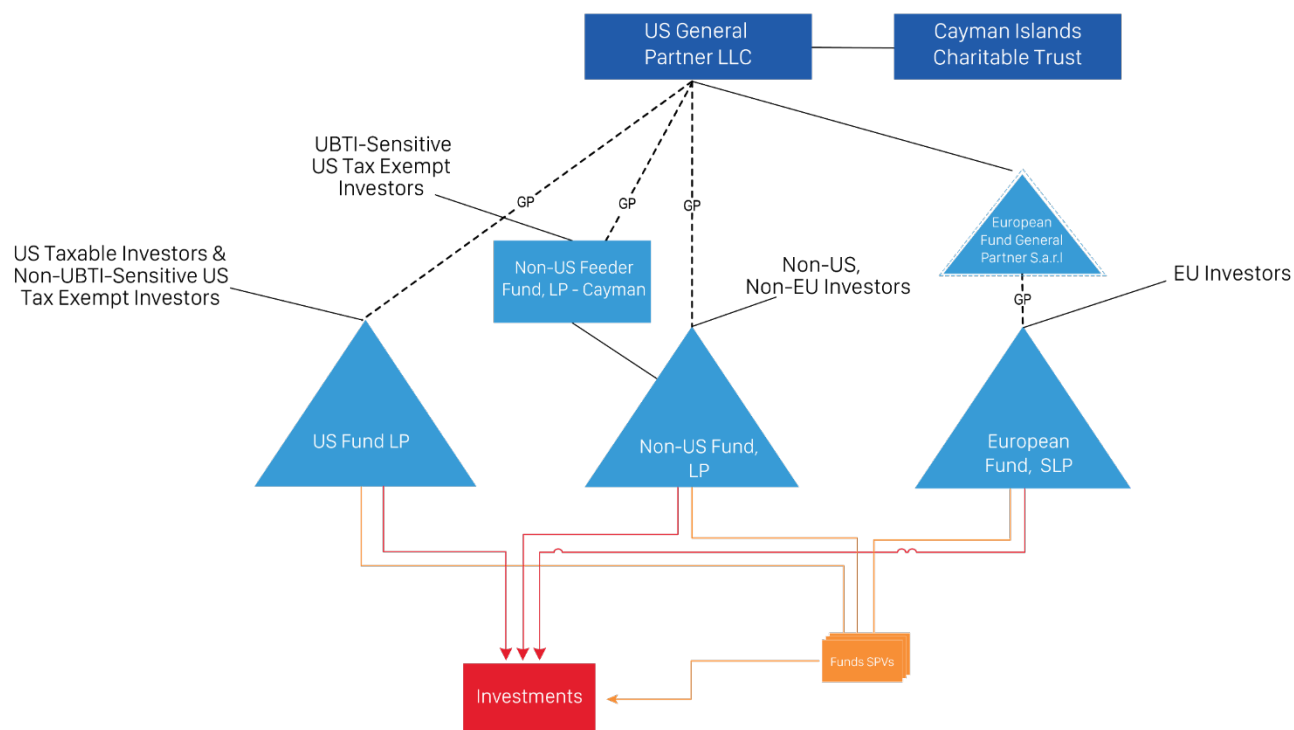 US General
Partner LLC
Cayman Islands
Charitable Trust
UBTI-Sensitive
US Tax Exempt
Investors
GP
GP
GP
European
Fund General
Partner S.a.r.l
US Taxable Investors &
Non-UBTI-Sensitive US
Tax Exempt Investors
Non-US Feeder
Fund, LP - Cayman
Non-US,
Non-EU Investors
EU Investors
GP
US Fund LP
Non-US Fund,
LP
European
Fund, SLP
Funds SPVs
Investments